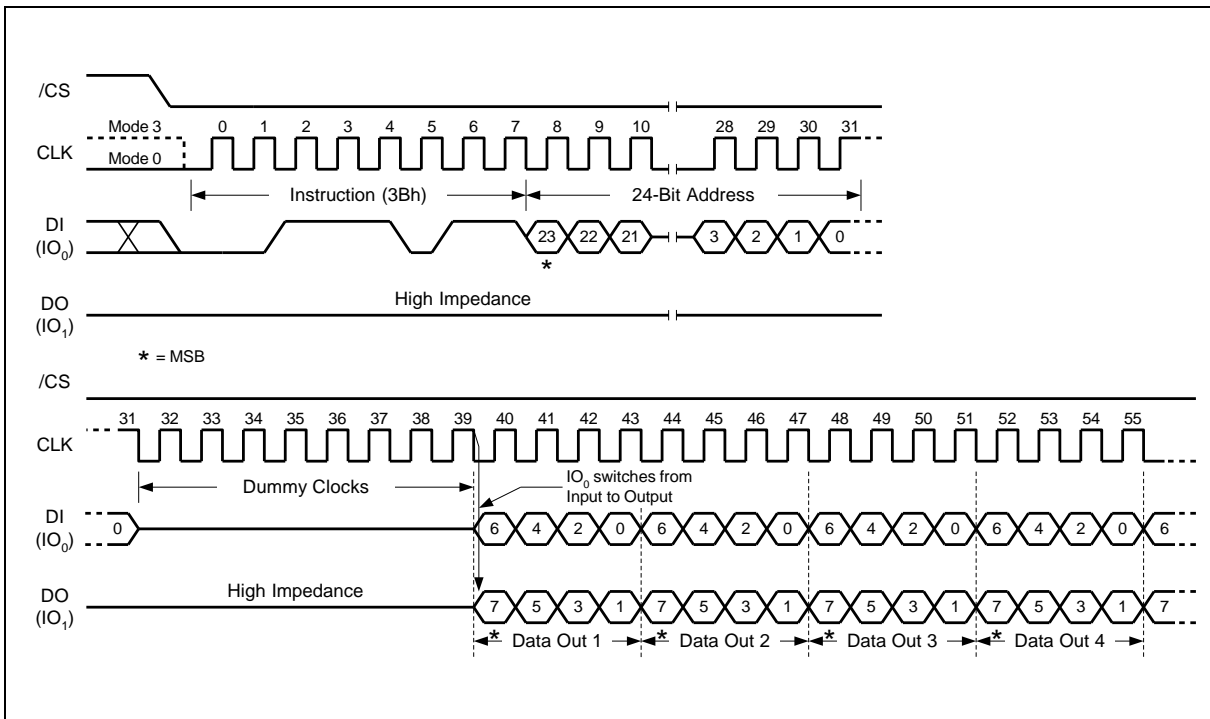 /CS
Mode 3 0 1 2 3 4 5 6 7 8 9 10 28 29 30 31
CLK Mode 0
Instruction (3Bh) 24-Bit Address
DI
(IO0) 23 22 21 3 2 1 0
*
High Impedance
DO
(IO1)
* = MSB
/CS
31 32 33 34 35 36 37 38 39 40 41 42 43 44 45 46 47 48 49 50 51 52 53 54 55
CLK
Dummy Clocks
IO0 switches from
Input to Output
DI
(IO0) 0 6 4 2 0 6 4 2 0 6 4 2 0 6 4 2 0 6
High Impedance
DO
(IO1) 7 5 3 1 7 5 3 1 7 5 3 1 7 5 3 1 7
* Data Out 1 * Data Out 2 * Data Out 3 * Data Out 4